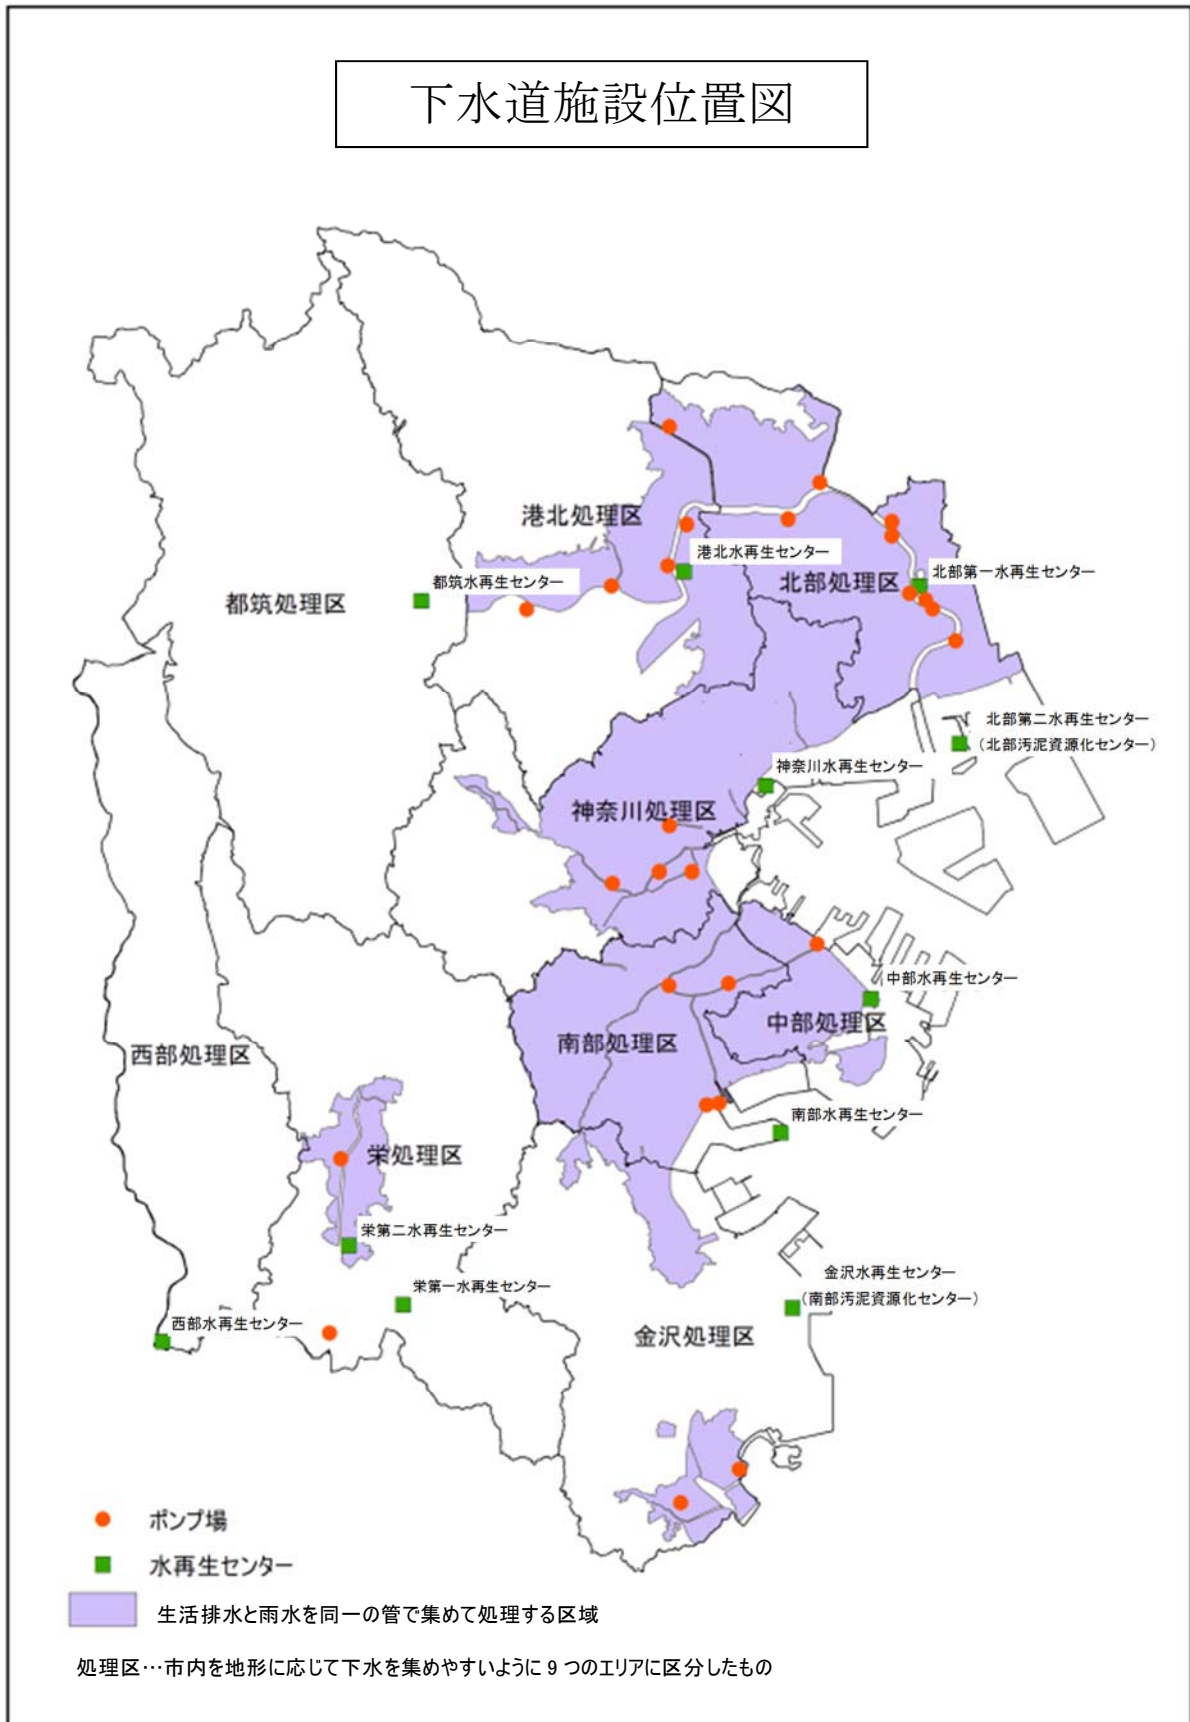 下水道施設位置図
港北処理区
港北水再生センター
北部第一水再生センター
都筑水再生センター
北部処理区
都筑処理区
北部第二水再生センター
（北部汚泥資源化センター）
神奈川水再生センター
神奈川処理区
中部水再生センター
中部処理区
南部処理区
西部処理区
南部水再生センター
栄処理区
栄第二水再生センター
金沢水再生センター
（南部汚泥資源化センター）
栄第一水再生センター
西部水再生センター
金沢処理区
ポンプ場
水再生センター
生活排水と雨水を同一の管で集めて処理する区域
処理区…市内を地形に応じて下水を集めやすいように 9 つのエリアに区分したもの